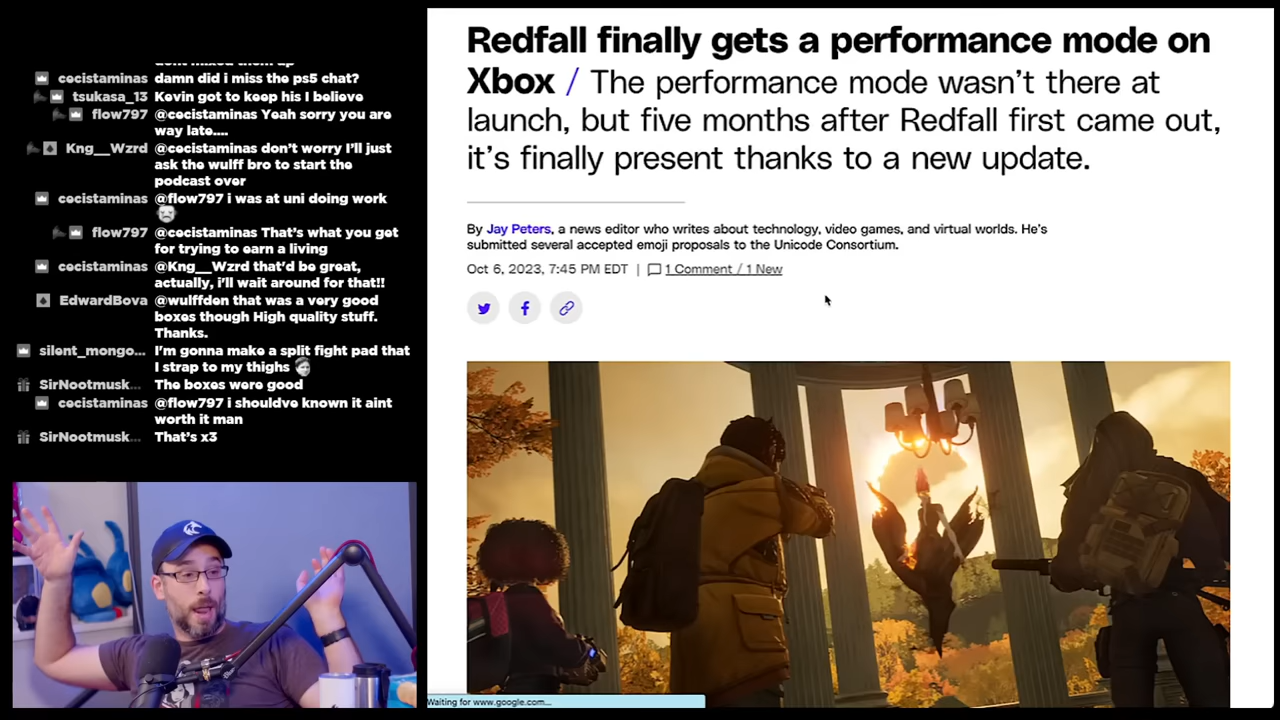 dont mixed them up
cecistaminas damn did i miss the ps5 chat?
tsukasa_13 Kevin got to keep his I believe
flow797 @cecistaminas Yeah sorry you are
way late....
Kng__Wzrd @cecistaminas don't worry I'll just
ask the wulff bro to start the
podcast over
cecistaminas @flow797 i was at uni doing work
flow797 @cecistaminas That's what you get
for trying to earn a living
cecistaminas @Kng__Wzrd that'd be great,
actually, i'll wait around for that!!
EdwardBova @wulffden that was a very good
boxes though High quality stuff.
Thanks.
silent_mongo... I'm gonna make a split fight pad that
I strap to my thighs
SirNootmusk... The boxes were good
cecistaminas @flow797 i shouldve known it aint
worth it man
SirNootmusk... That's x3
Redfall finally gets a performance mode on
Xbox / The performance mode wasn't there at
launch, but five months after Redfall first came out,
it's finally present thanks to a new update.
By Jay Peters, a news editor who writes about technology, video games, and virtual worlds. He's
submitted several accepted emoji proposals to the Unicode Consortium.
Oct 6, 2023, 7:45 PM EDT | 1 Comment / 1 New
Waiting for www.google.com...